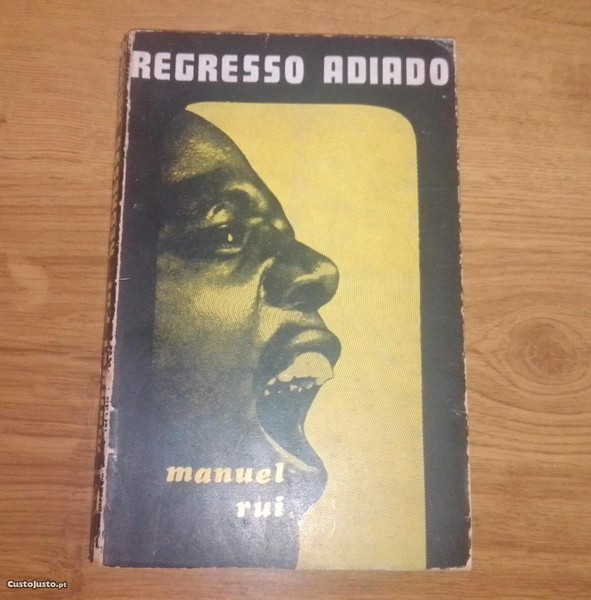 REGRESSO ADIADO
manuel
rui
CustoJusto.pt